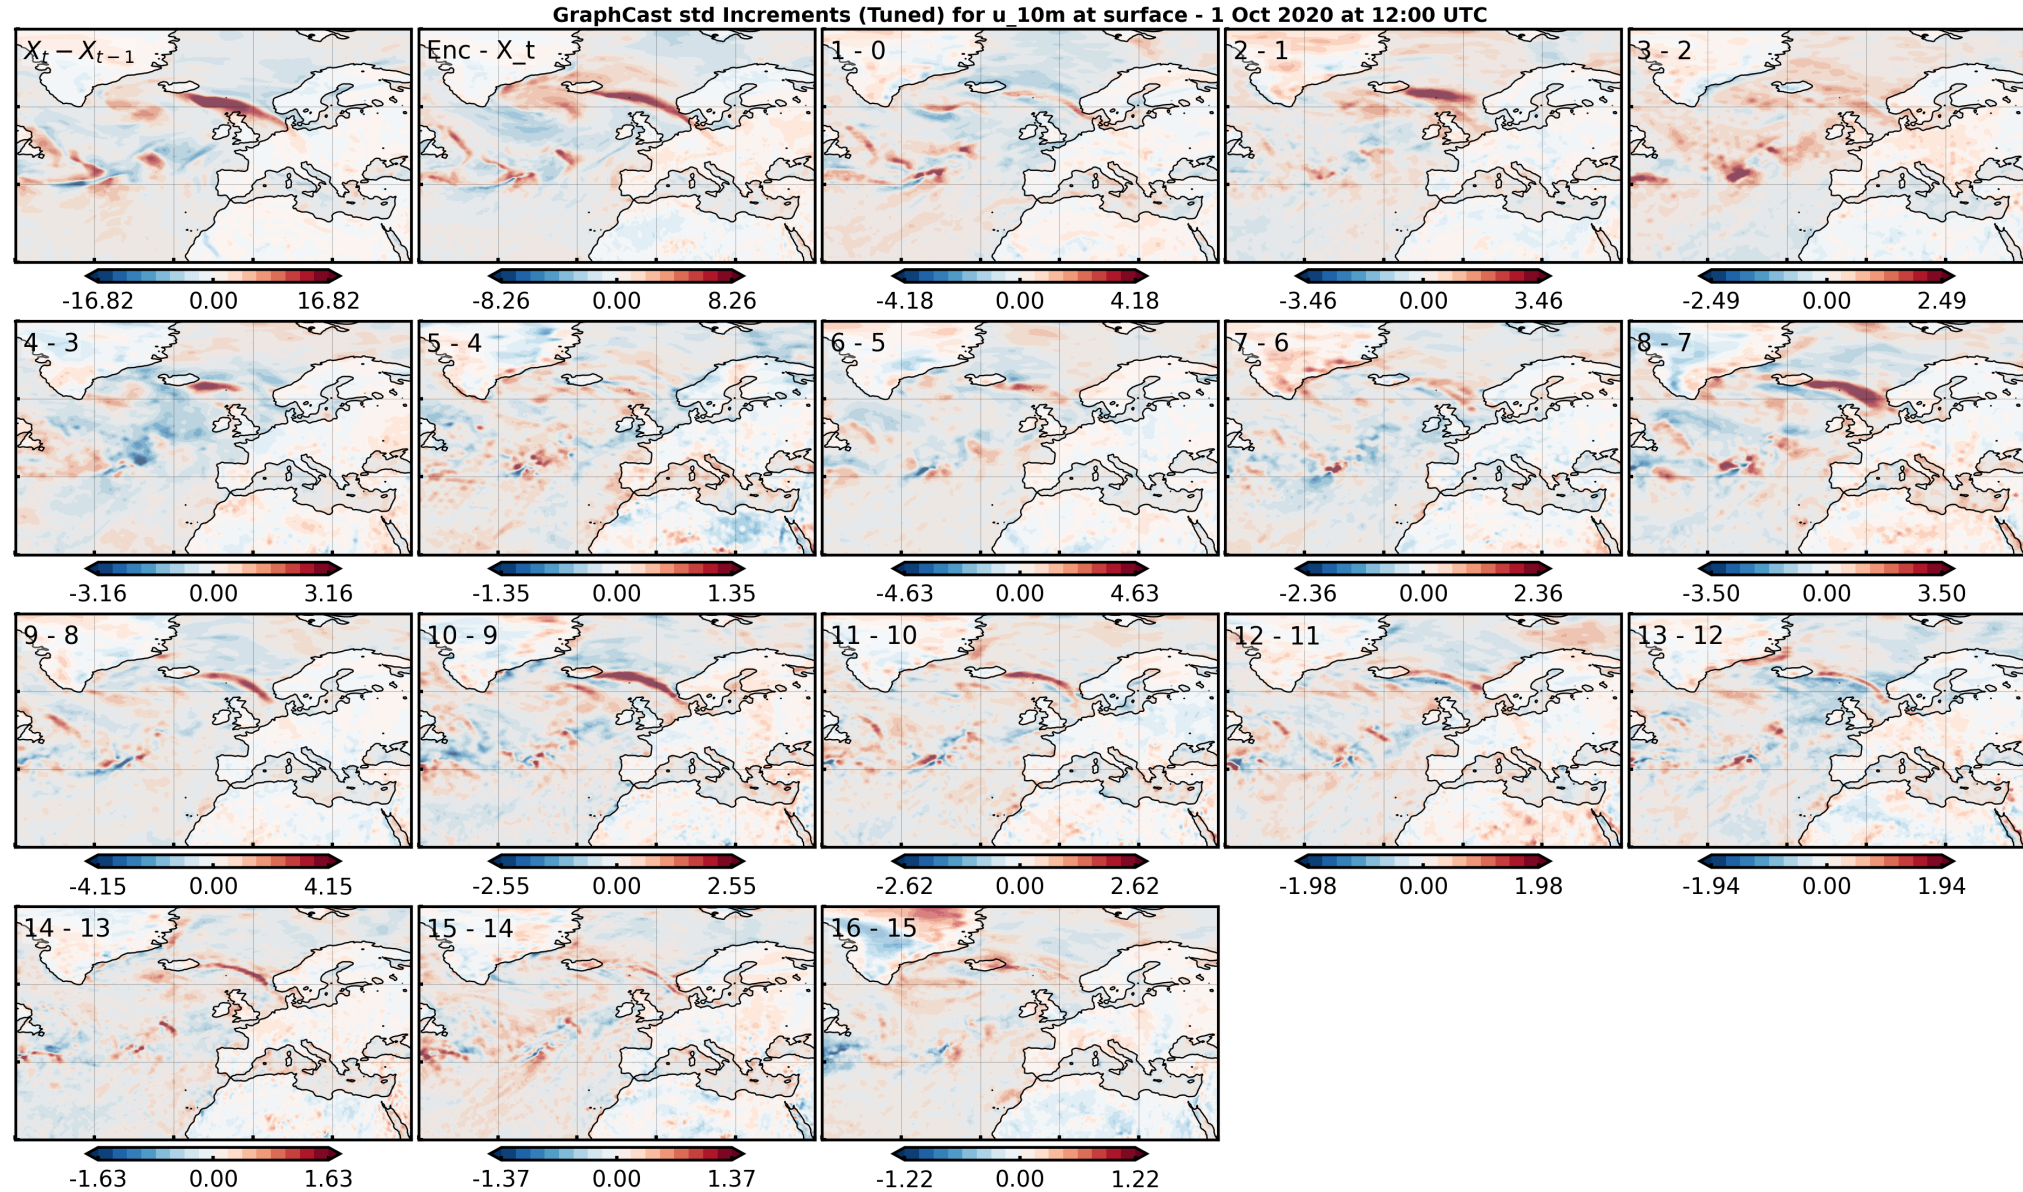 GraphCast std Increments (Tuned) for u_10m at surface - 1 Oct 2020 at 12:00 UTC
X_t − X_{t−1}
Enc - X_t
1 - 0
2 - 1
3 - 2
-16.82 0.00 16.82
-8.26 0.00 8.26
-4.18 0.00 4.18
-3.46 0.00 3.46
-2.49 0.00 2.49
4 - 3
5 - 4
6 - 5
7 - 6
8 - 7
-3.16 0.00 3.16
-1.35 0.00 1.35
-4.63 0.00 4.63
-2.36 0.00 2.36
-3.50 0.00 3.50
9 - 8
10 - 9
11 - 10
12 - 11
13 - 12
-4.15 0.00 4.15
-2.55 0.00 2.55
-2.62 0.00 2.62
-1.98 0.00 1.98
-1.94 0.00 1.94
14 - 13
15 - 14
16 - 15
-1.63 0.00 1.63
-1.37 0.00 1.37
-1.22 0.00 1.22